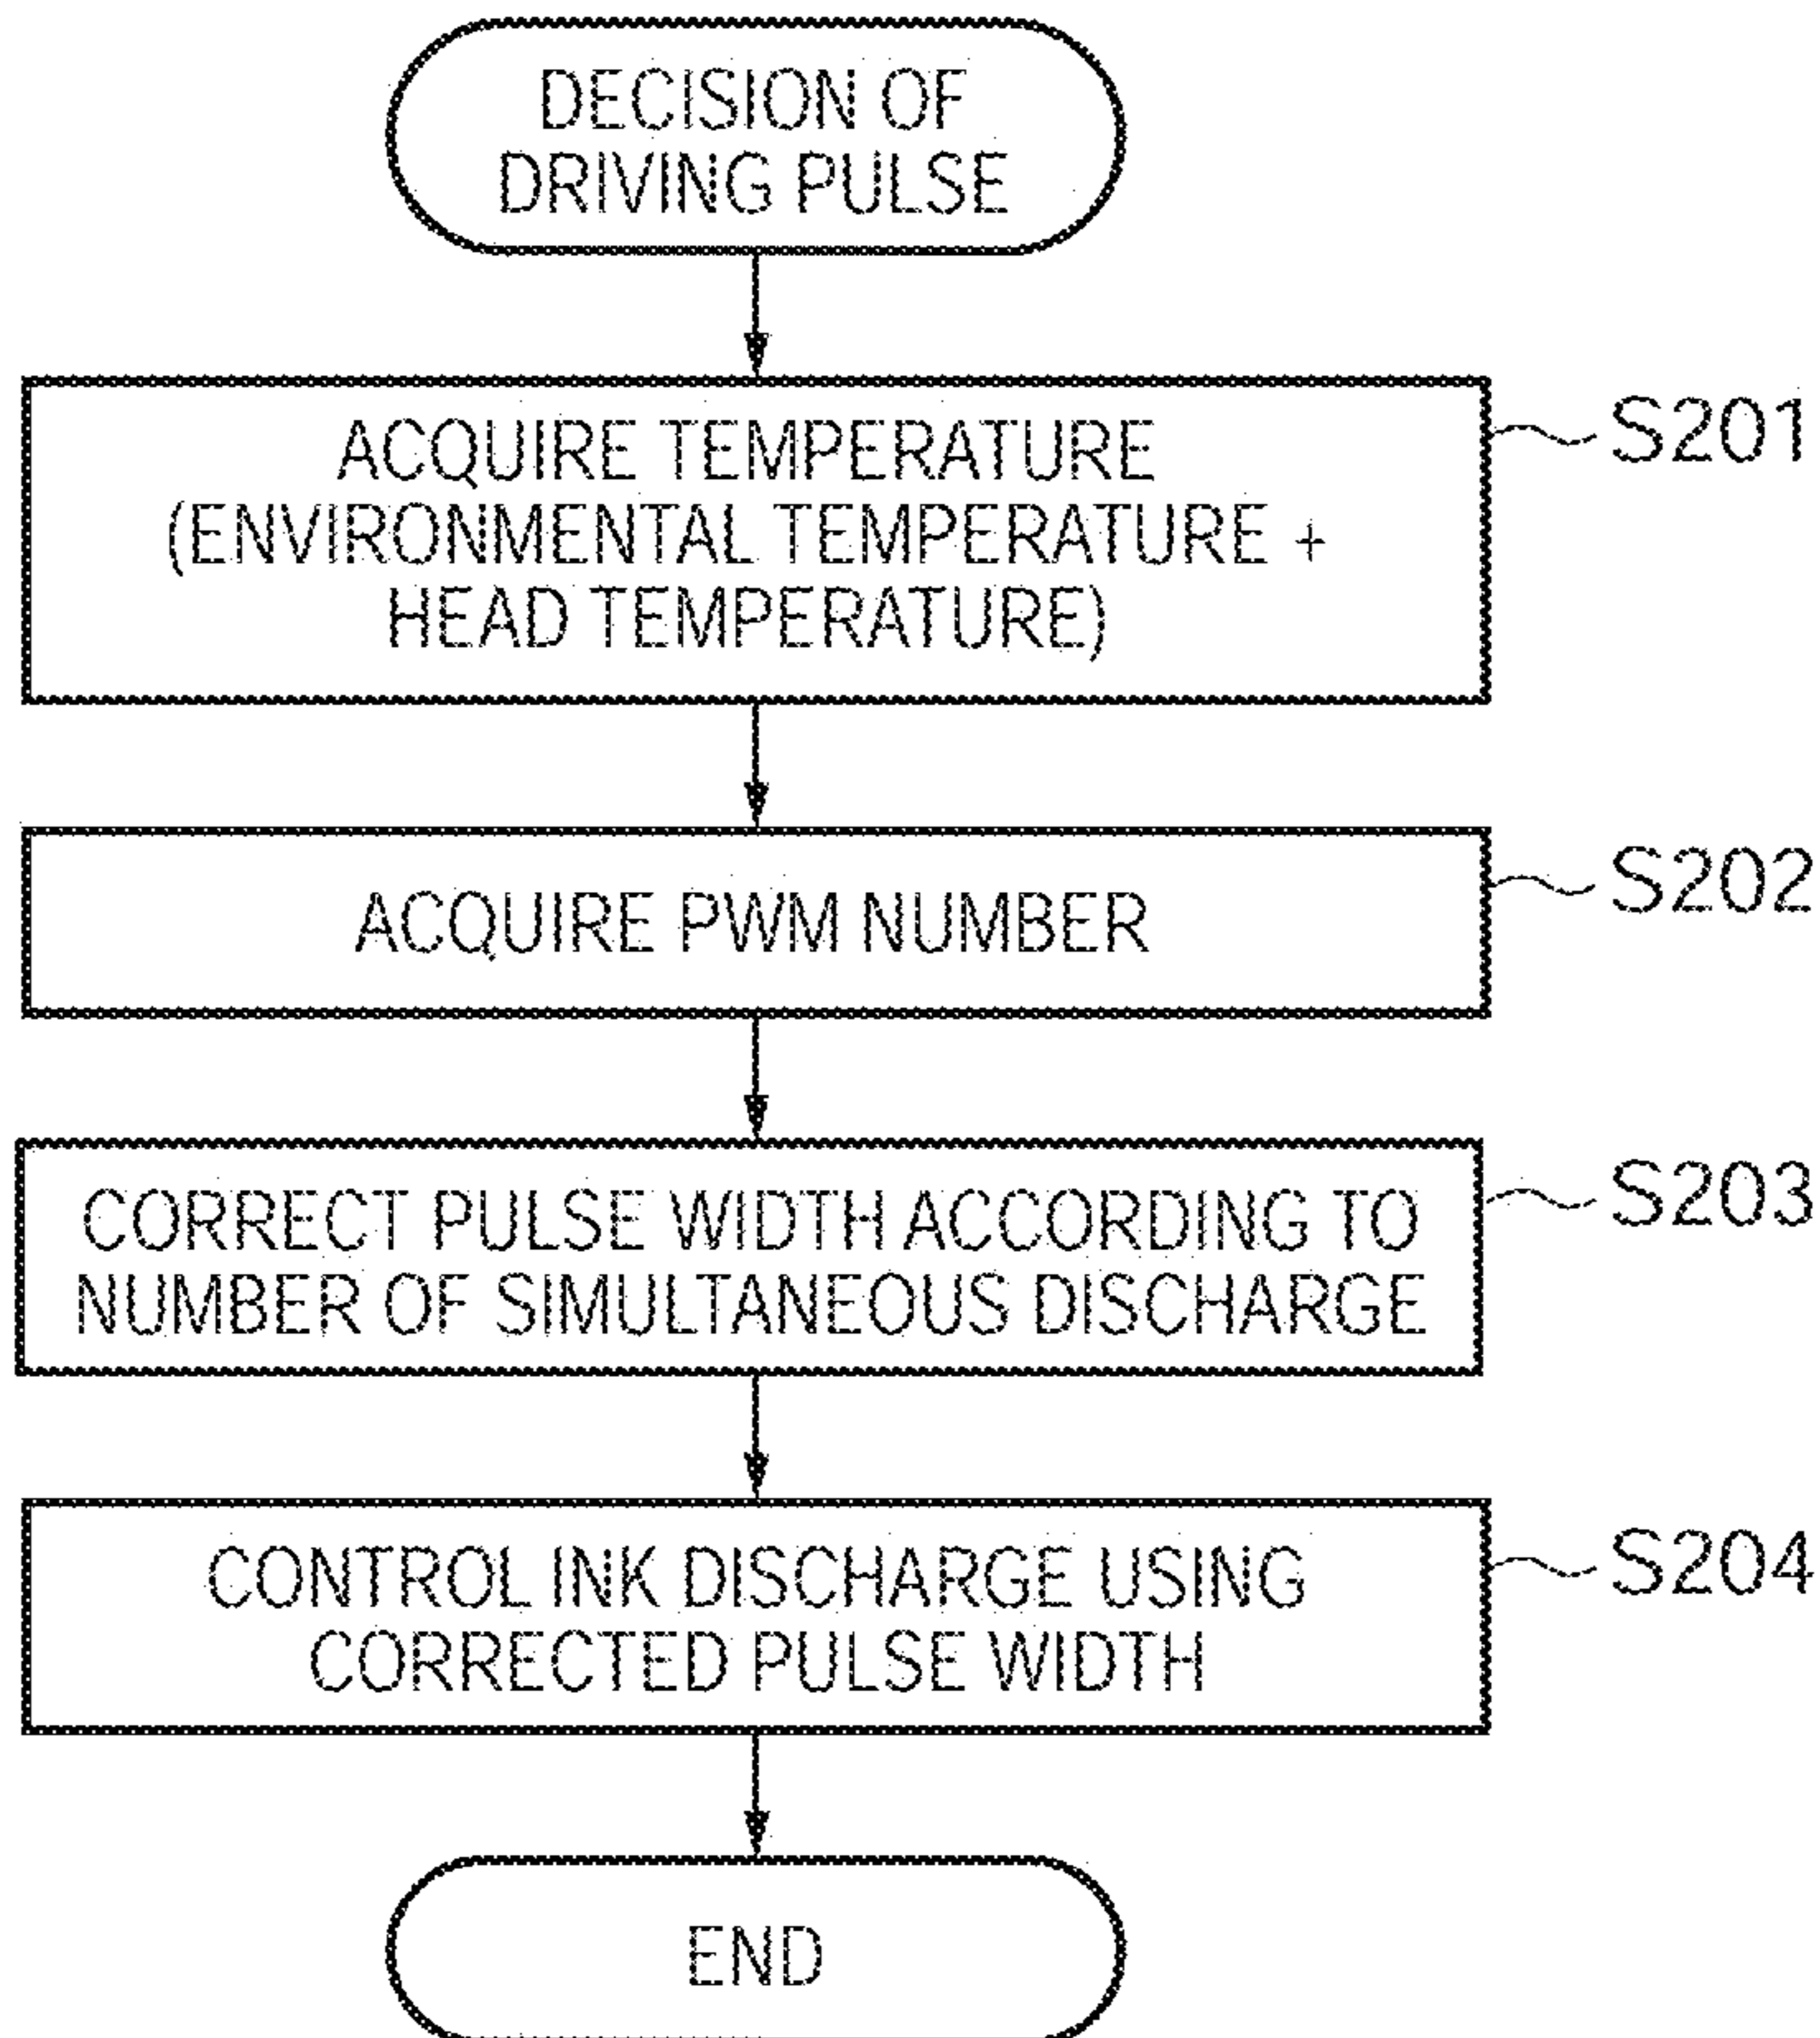 DECISION OF
DRIVING PULSE
ACQUIRE TEMPERATURE
(ENVIRONMENTAL TEMPERATURE +
HEAD TEMPERATURE)
S201
ACQUIRE PWM NUMBER
S202
CORRECT PULSE WIDTH ACCORDING TO
NUMBER OF SIMULTANEOUS DISCHARGE
S203
CONTROL INK DISCHARGE USING
CORRECTED PULSE WIDTH
S204
END